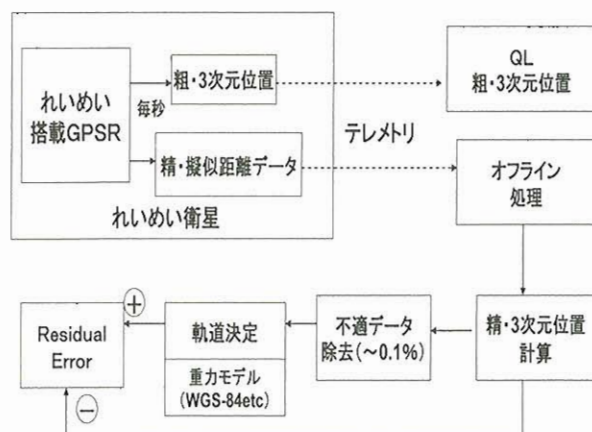 れいめい
搭載GPSR
毎秒
粗・3次元位置
精・擬似距離データ
れいめい衛星
テレメトリ
QL
粗・3次元位置
オフライン
処理
精・3次元位置
計算
不適データ
除去(～0.1%)
軌道決定
重力モデル
(WGS-84etc)
+
Residual
Error
−